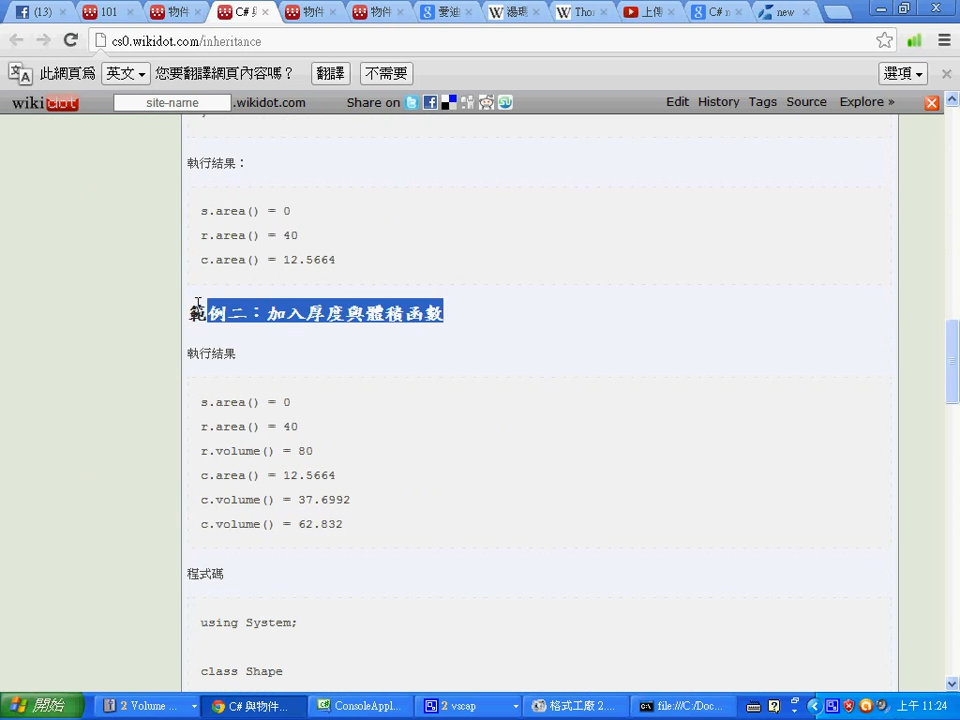 (13)
101
物件
C# 與
物件
物件
愛迪
湯瑪
Thor
上傳
C# n
new
cs0.wikidot.com/inheritance
此網頁為 英文 您要翻譯網頁內容嗎？ 翻譯 不需要 選項
wikidot site-name .wikidot.com Share on Edit History Tags Source Explore »
執行結果：
s.area() = 0
r.area() = 40
c.area() = 12.5664
範例二：加入厚度與體積函數
執行結果
s.area() = 0
r.area() = 40
r.volume() = 80
c.area() = 12.5664
c.volume() = 37.6992
c.volume() = 62.832
程式碼
using System;
class Shape
開始 2 Volume ... C# 與物件... ConsoleAppl... 2 vscap 格式工廠 2.... file:///C:/Doc... 上午 11:24